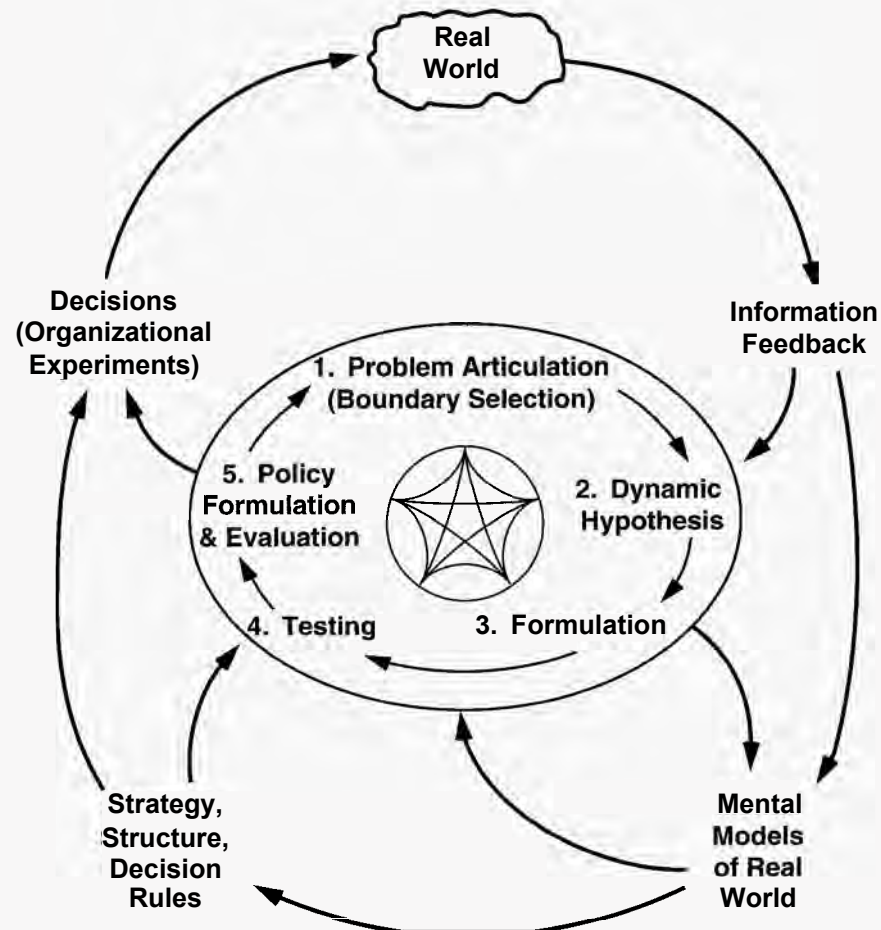 Real
World
Decisions
(Organizational
Experiments)
Information
Feedback
1. Problem Articulation
(Boundary Selection)
2. Dynamic
Hypothesis
3. Formulation
4. Testing
5. Policy
Formulation
& Evaluation
Strategy,
Structure,
Decision
Rules
Mental
Models
of Real
World